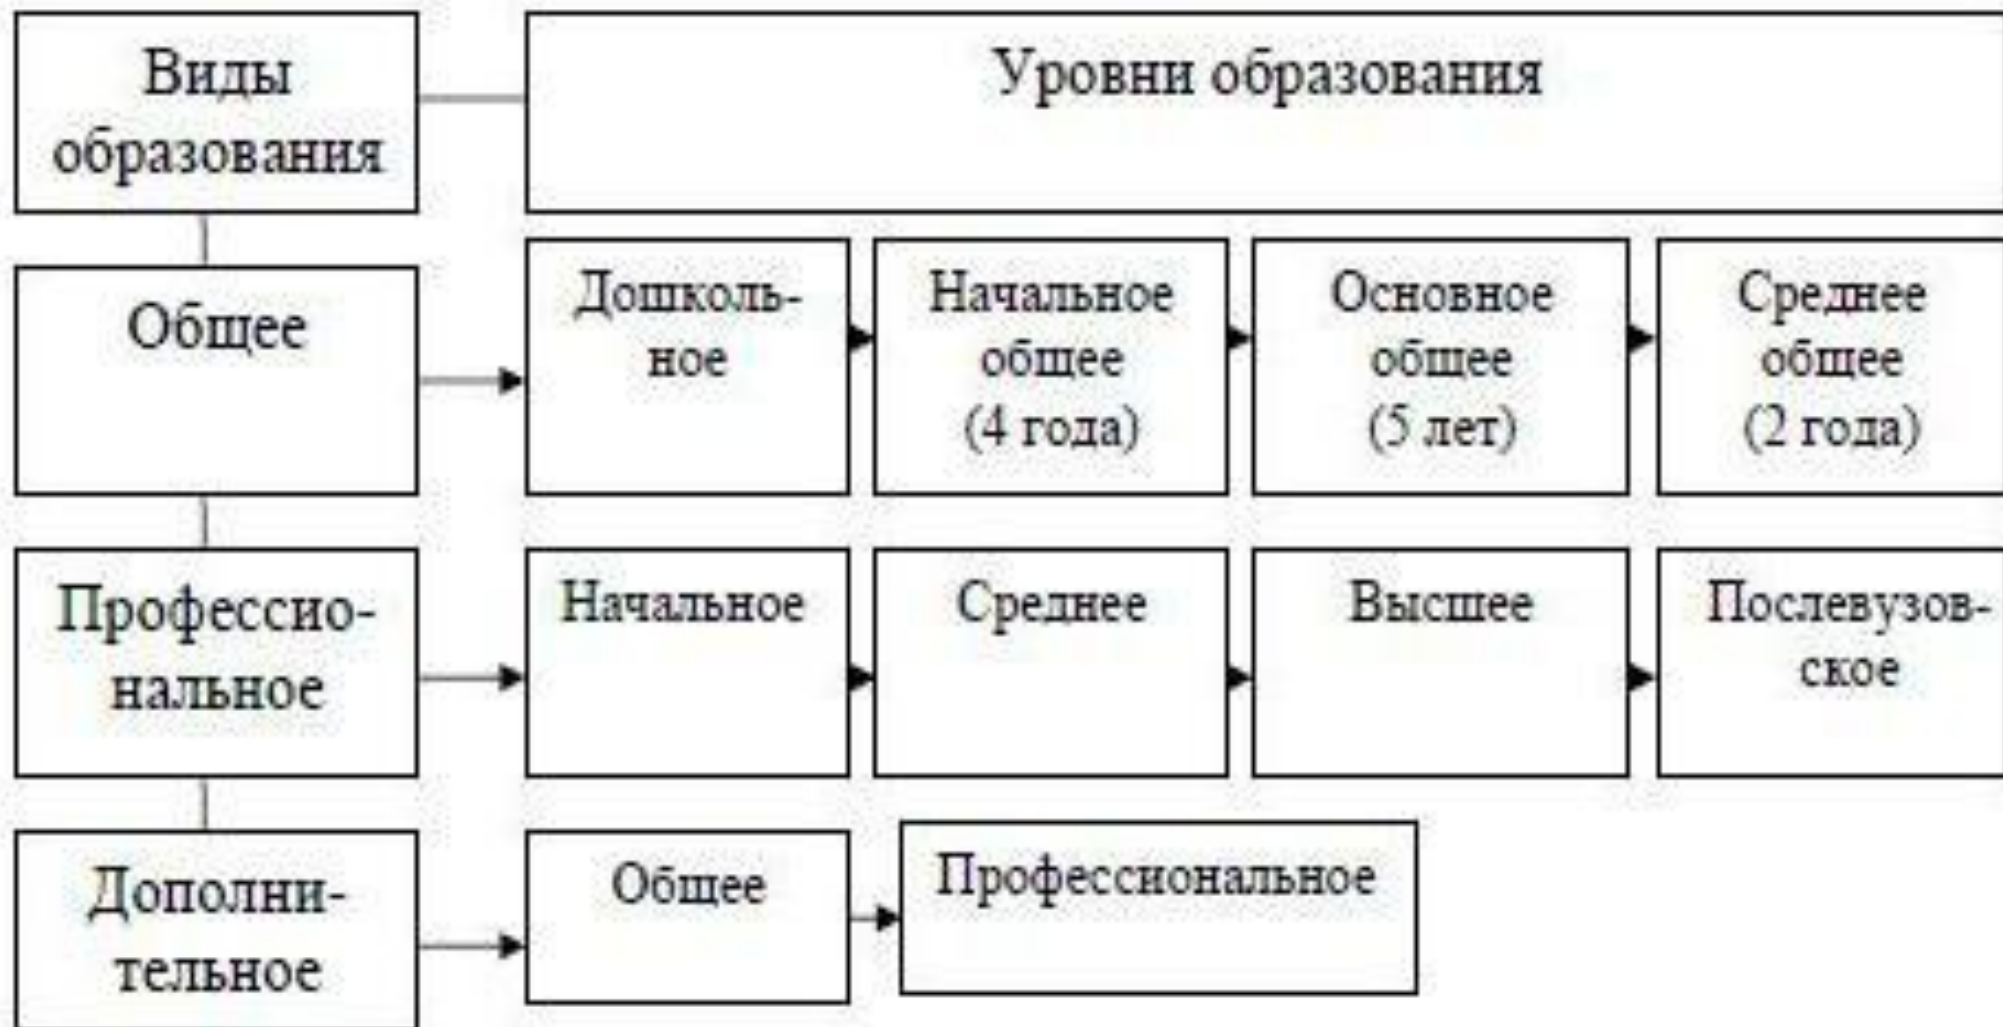 Виды
образования
Уровни образования
Общее
Дошколь-
ное
Начальное
общее
(4 года)
Основное
общее
(5 лет)
Среднее
общее
(2 года)
Профессио-
нальное
Начальное
Среднее
Высшее
Послевузов-
ское
Дополни-
тельное
Общее
Профессиональное